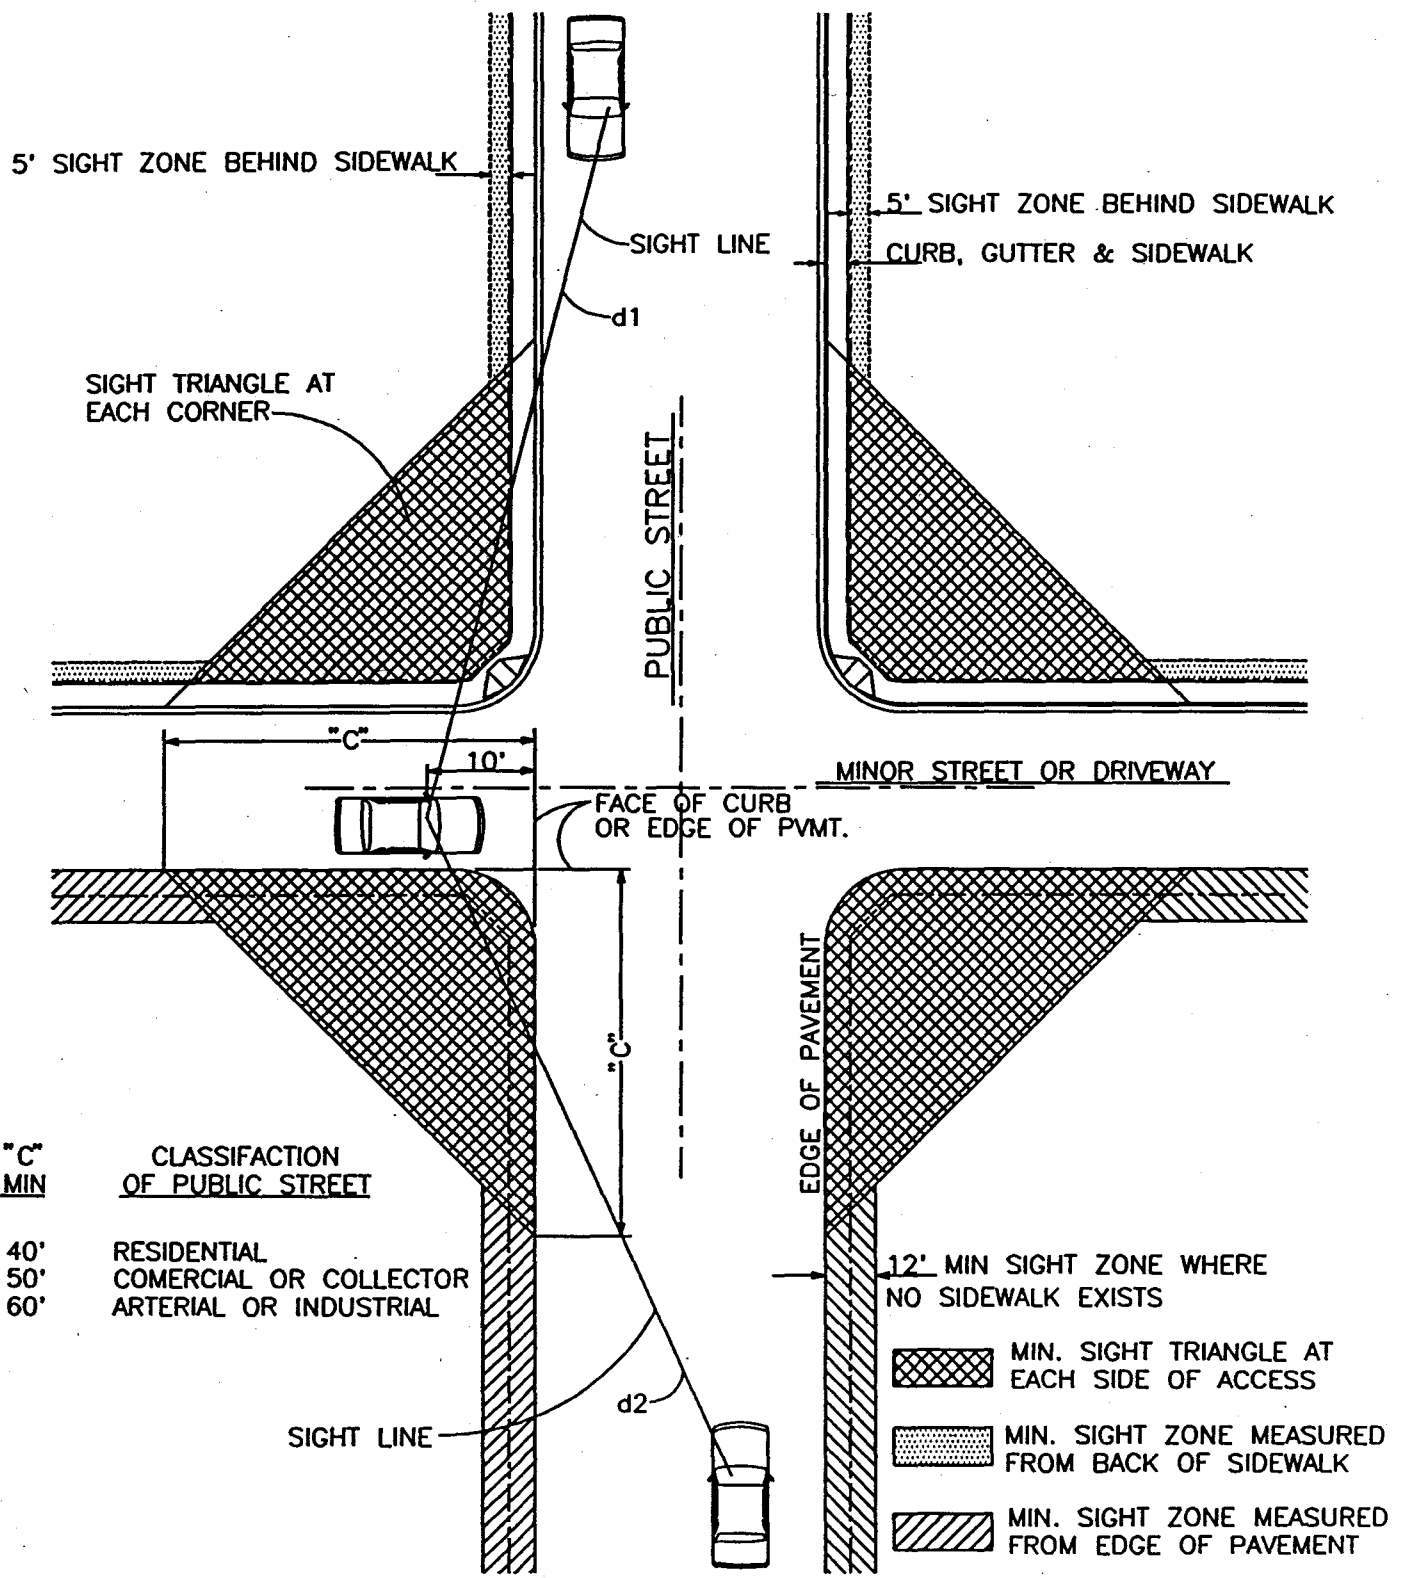 5' SIGHT ZONE BEHIND SIDEWALK
5' SIGHT ZONE BEHIND SIDEWALK
SIGHT LINE
CURB, GUTTER & SIDEWALK
d1
SIGHT TRIANGLE AT
EACH CORNER
PUBLIC STREET
"C"
10'
MINOR STREET OR DRIVEWAY
FACE OF CURB
OR EDGE OF PVMT.
"C"
EDGE OF PAVEMENT
"C" CLASSIFACTION
MIN OF PUBLIC STREET
40' RESIDENTIAL
50' COMERCIAL OR COLLECTOR
60' ARTERIAL OR INDUSTRIAL
12' MIN SIGHT ZONE WHERE
NO SIDEWALK EXISTS
MIN. SIGHT TRIANGLE AT
EACH SIDE OF ACCESS
d2
SIGHT LINE
MIN. SIGHT ZONE MEASURED
FROM BACK OF SIDEWALK
MIN. SIGHT ZONE MEASURED
FROM EDGE OF PAVEMENT